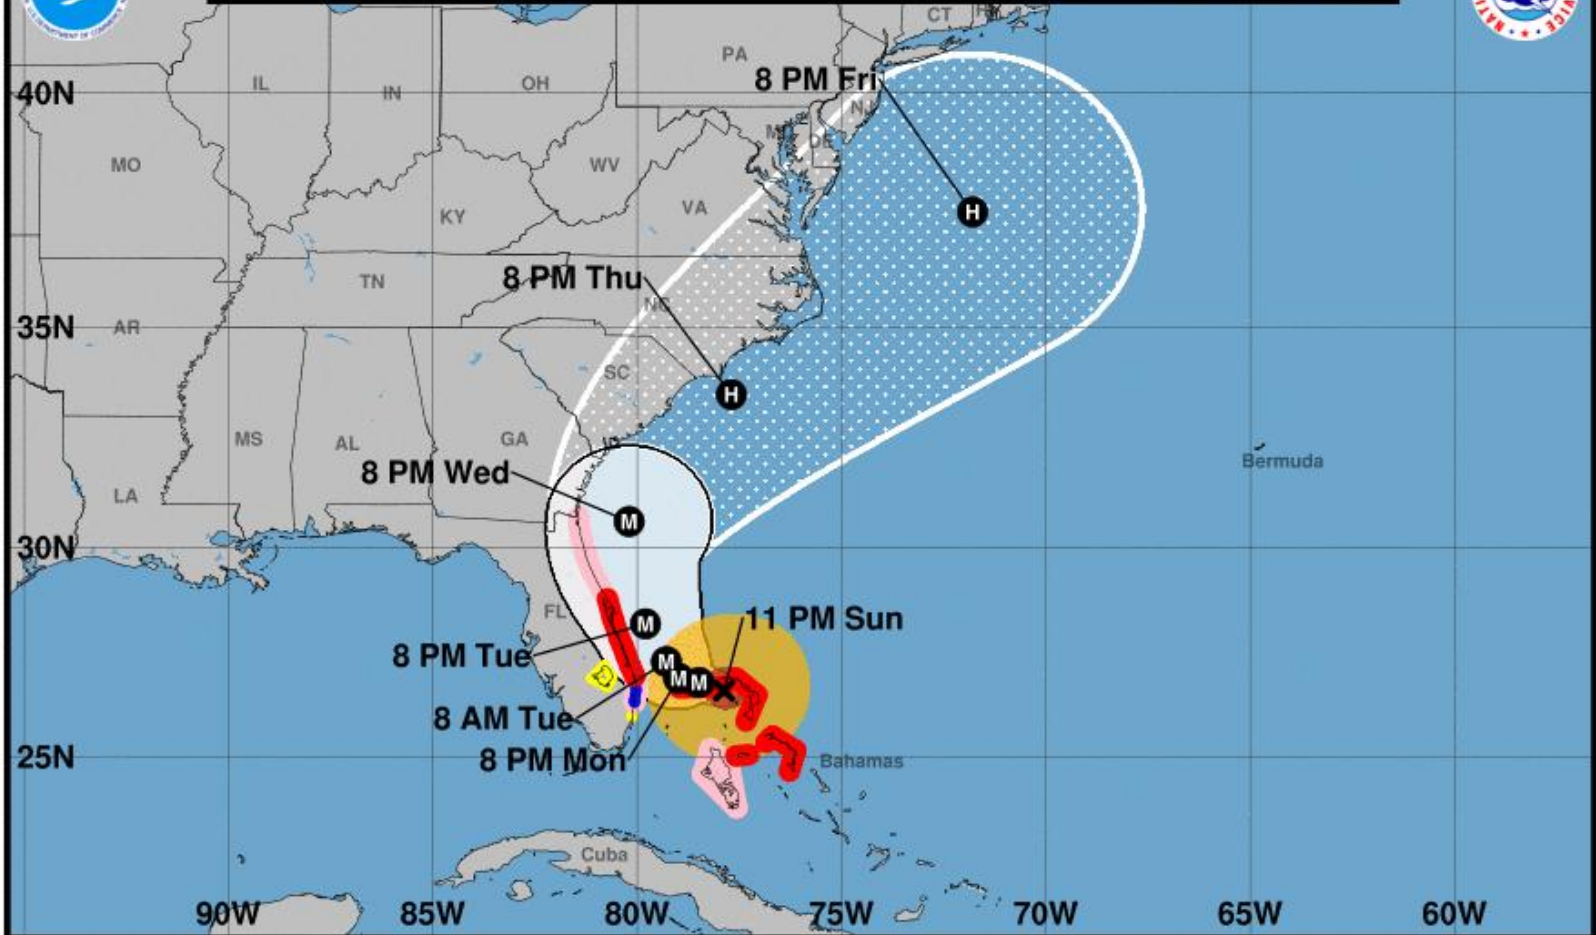 CT
PA
IL
IN
OH
8 PM Fri
40N
NJ
DE
MO
WV
VA
KY
H
TN
8 PM Thu
NC
35N
AR
SC
H
MS
AL
GA
8 PM Wed
Bermuda
LA
M
30N
FL
M
11 PM Sun
8 PM Tue
M
M
M
8 AM Tue
8 PM Mon
25N
Bahamas
Cuba
90W
85W
80W
75W
70W
65W
60W